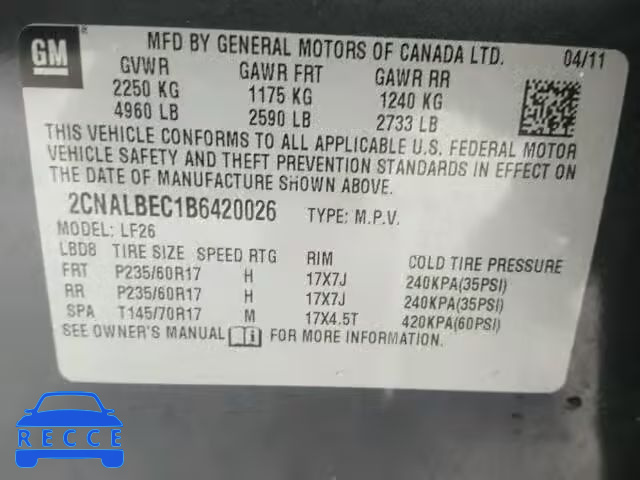 GM
MFD BY GENERAL MOTORS OF CANADA LTD. 04/11
GVWR GAWR FRT GAWR RR
2250 KG 1175 KG 1240 KG
4960 LB 2590 LB 2733 LB
THIS VEHICLE CONFORMS TO ALL APPLICABLE U.S. FEDERAL MOTOR
VEHICLE SAFETY AND THEFT PREVENTION STANDARDS IN EFFECT ON
THE DATE OF MANUFACTURE SHOWN ABOVE.
2CNALBEC1B6420026 TYPE: M.P.V.
MODEL: LF26
LBD8 TIRE SIZE SPEED RTG RIM COLD TIRE PRESSURE
FRT P235/60R17 H 17X7J 240KPA(35PSI)
RR P235/60R17 H 17X7J 240KPA(35PSI)
SPA T145/70R17 M 17X4.5T 420KPA(60PSI)
SEE OWNER'S MANUAL FOR MORE INFORMATION.
RECCE